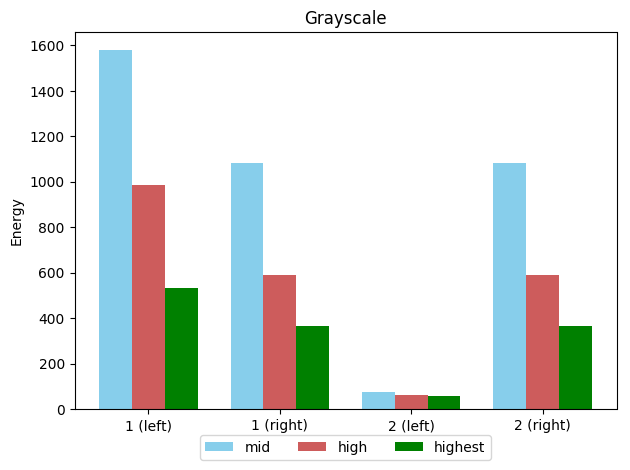 Grayscale
Energy
1600
1400
1200
1000
800
600
400
200
0
1 (left) 1 (right) 2 (left) 2 (right)
mid high highest